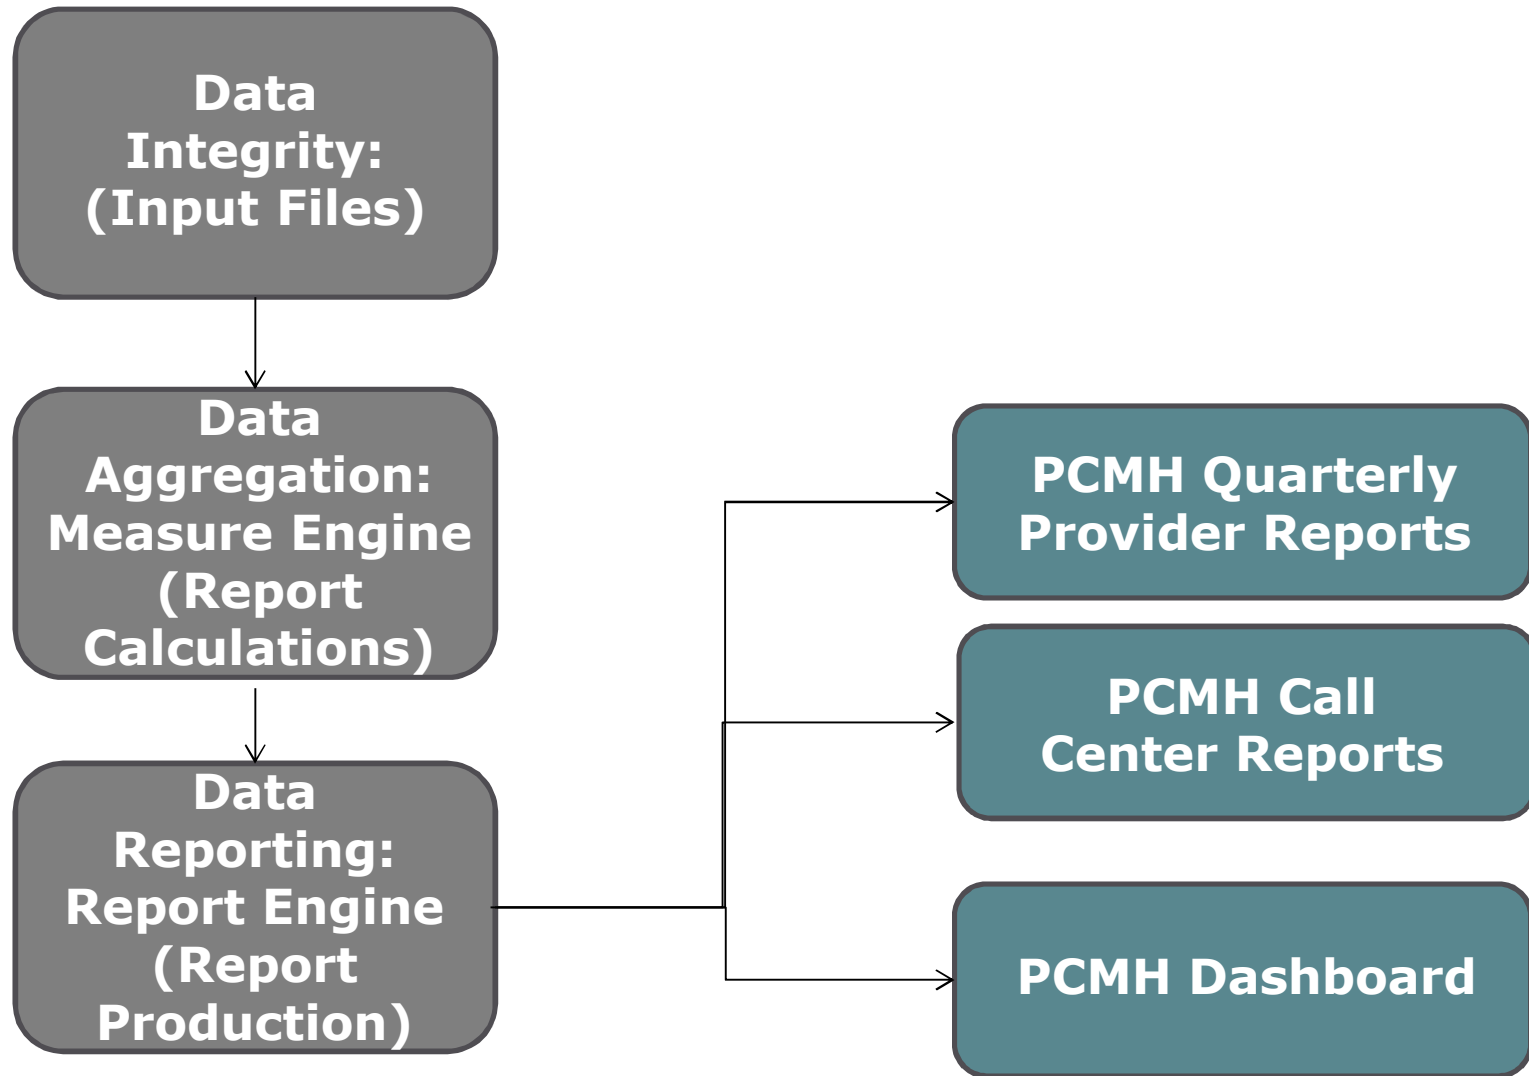 Data
Integrity:
(Input Files)
Data
Aggregation:
Measure Engine
(Report
Calculations)
Data
Reporting:
Report Engine
(Report
Production)
PCMH Quarterly
Provider Reports
PCMH Call
Center Reports
PCMH Dashboard